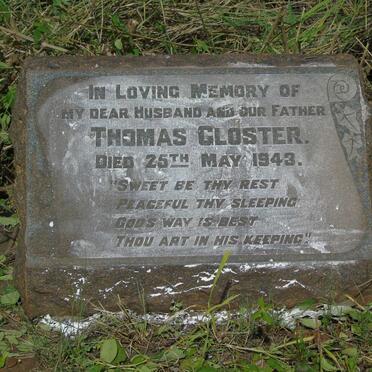 In Loving Memory of
my dear Husband and our Father
Thomas Gloster.
Died 25th May 1943.
"Sweet be thy rest
Peaceful thy sleeping
God's way is best
Thou art in His keeping".